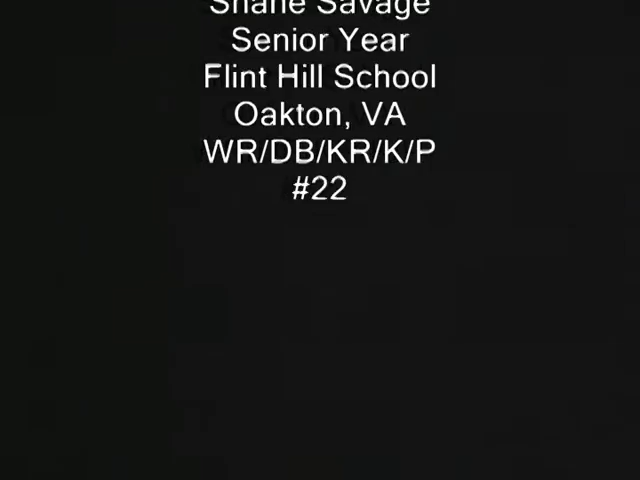 Shane Savage
Senior Year
Flint Hill School
Oakton, VA
WR/DB/KR/K/P
#22